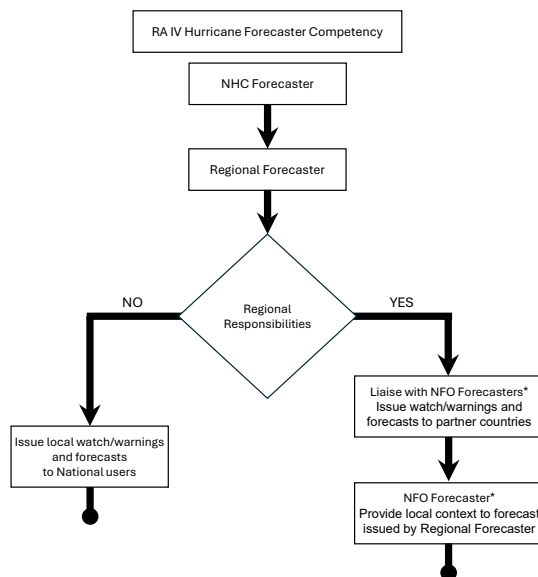 RA IV Hurricane Forecaster Competency
NHC Forecaster
Regional Forecaster
NO
YES
Regional
Responsibilities
Liaise with NFO Forecasters*
Issue watch/warnings and
forecasts to partner countries
Issue local watch/warnings
and forecasts
to National users
NFO Forecaster*
Provide local context to forecast
issued by Regional Forecaster